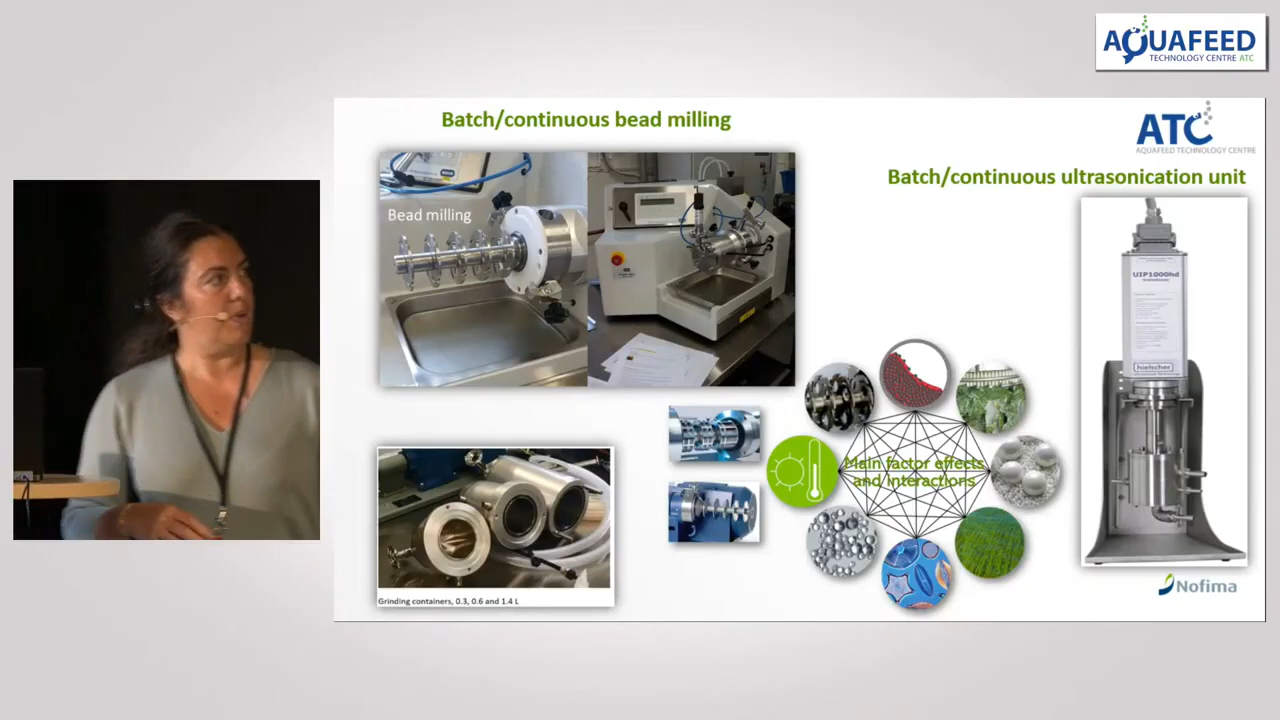 AQUAFEED
TECHNOLOGY CENTRE ATC
Batch/continuous bead milling
ATC
AQUAFEED TECHNOLOGY CENTRE
Batch/continuous ultrasonication unit
Bead milling
UIP1000hd
hielscher
Main factor effects
and interactions
Nofima
Grinding containers, 0.3, 0.6 and 1.4 L